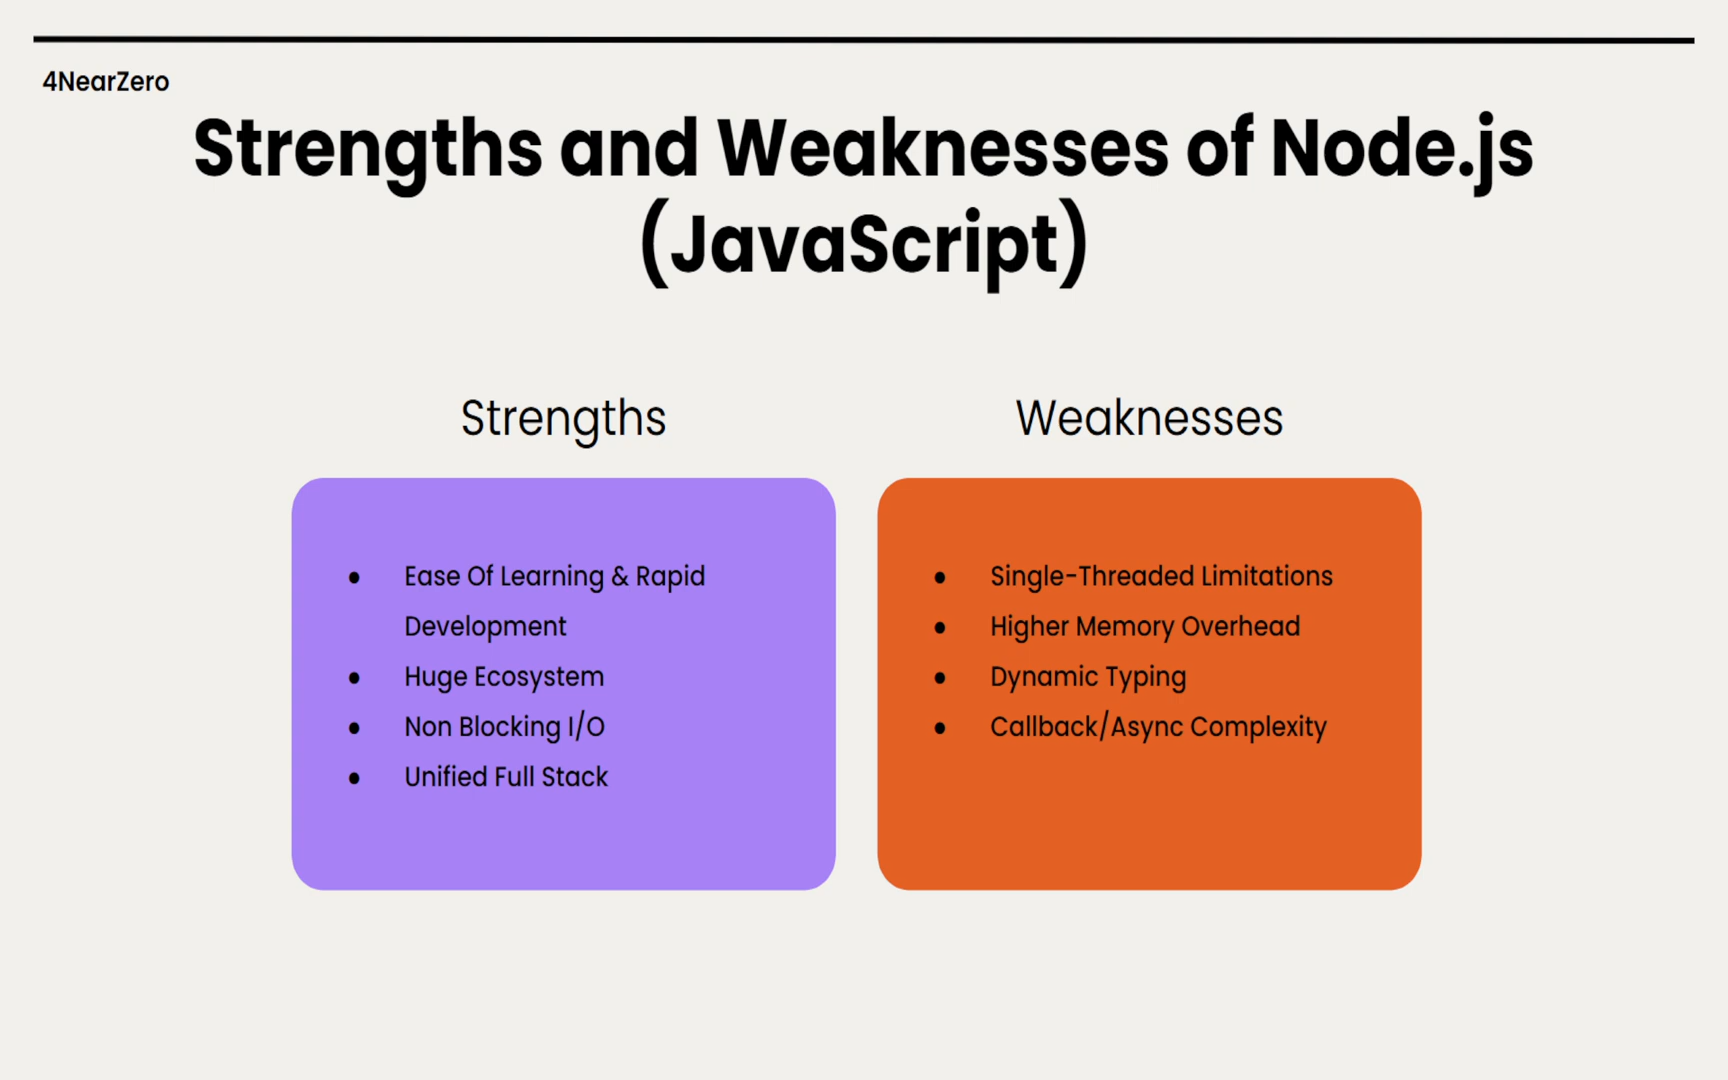 4NearZero
Strengths and Weaknesses of Node.js
(JavaScript)
Strengths
Weaknesses
• Ease Of Learning & Rapid
Development
• Huge Ecosystem
• Non Blocking I/O
• Unified Full Stack
• Single-Threaded Limitations
• Higher Memory Overhead
• Dynamic Typing
• Callback/Async Complexity